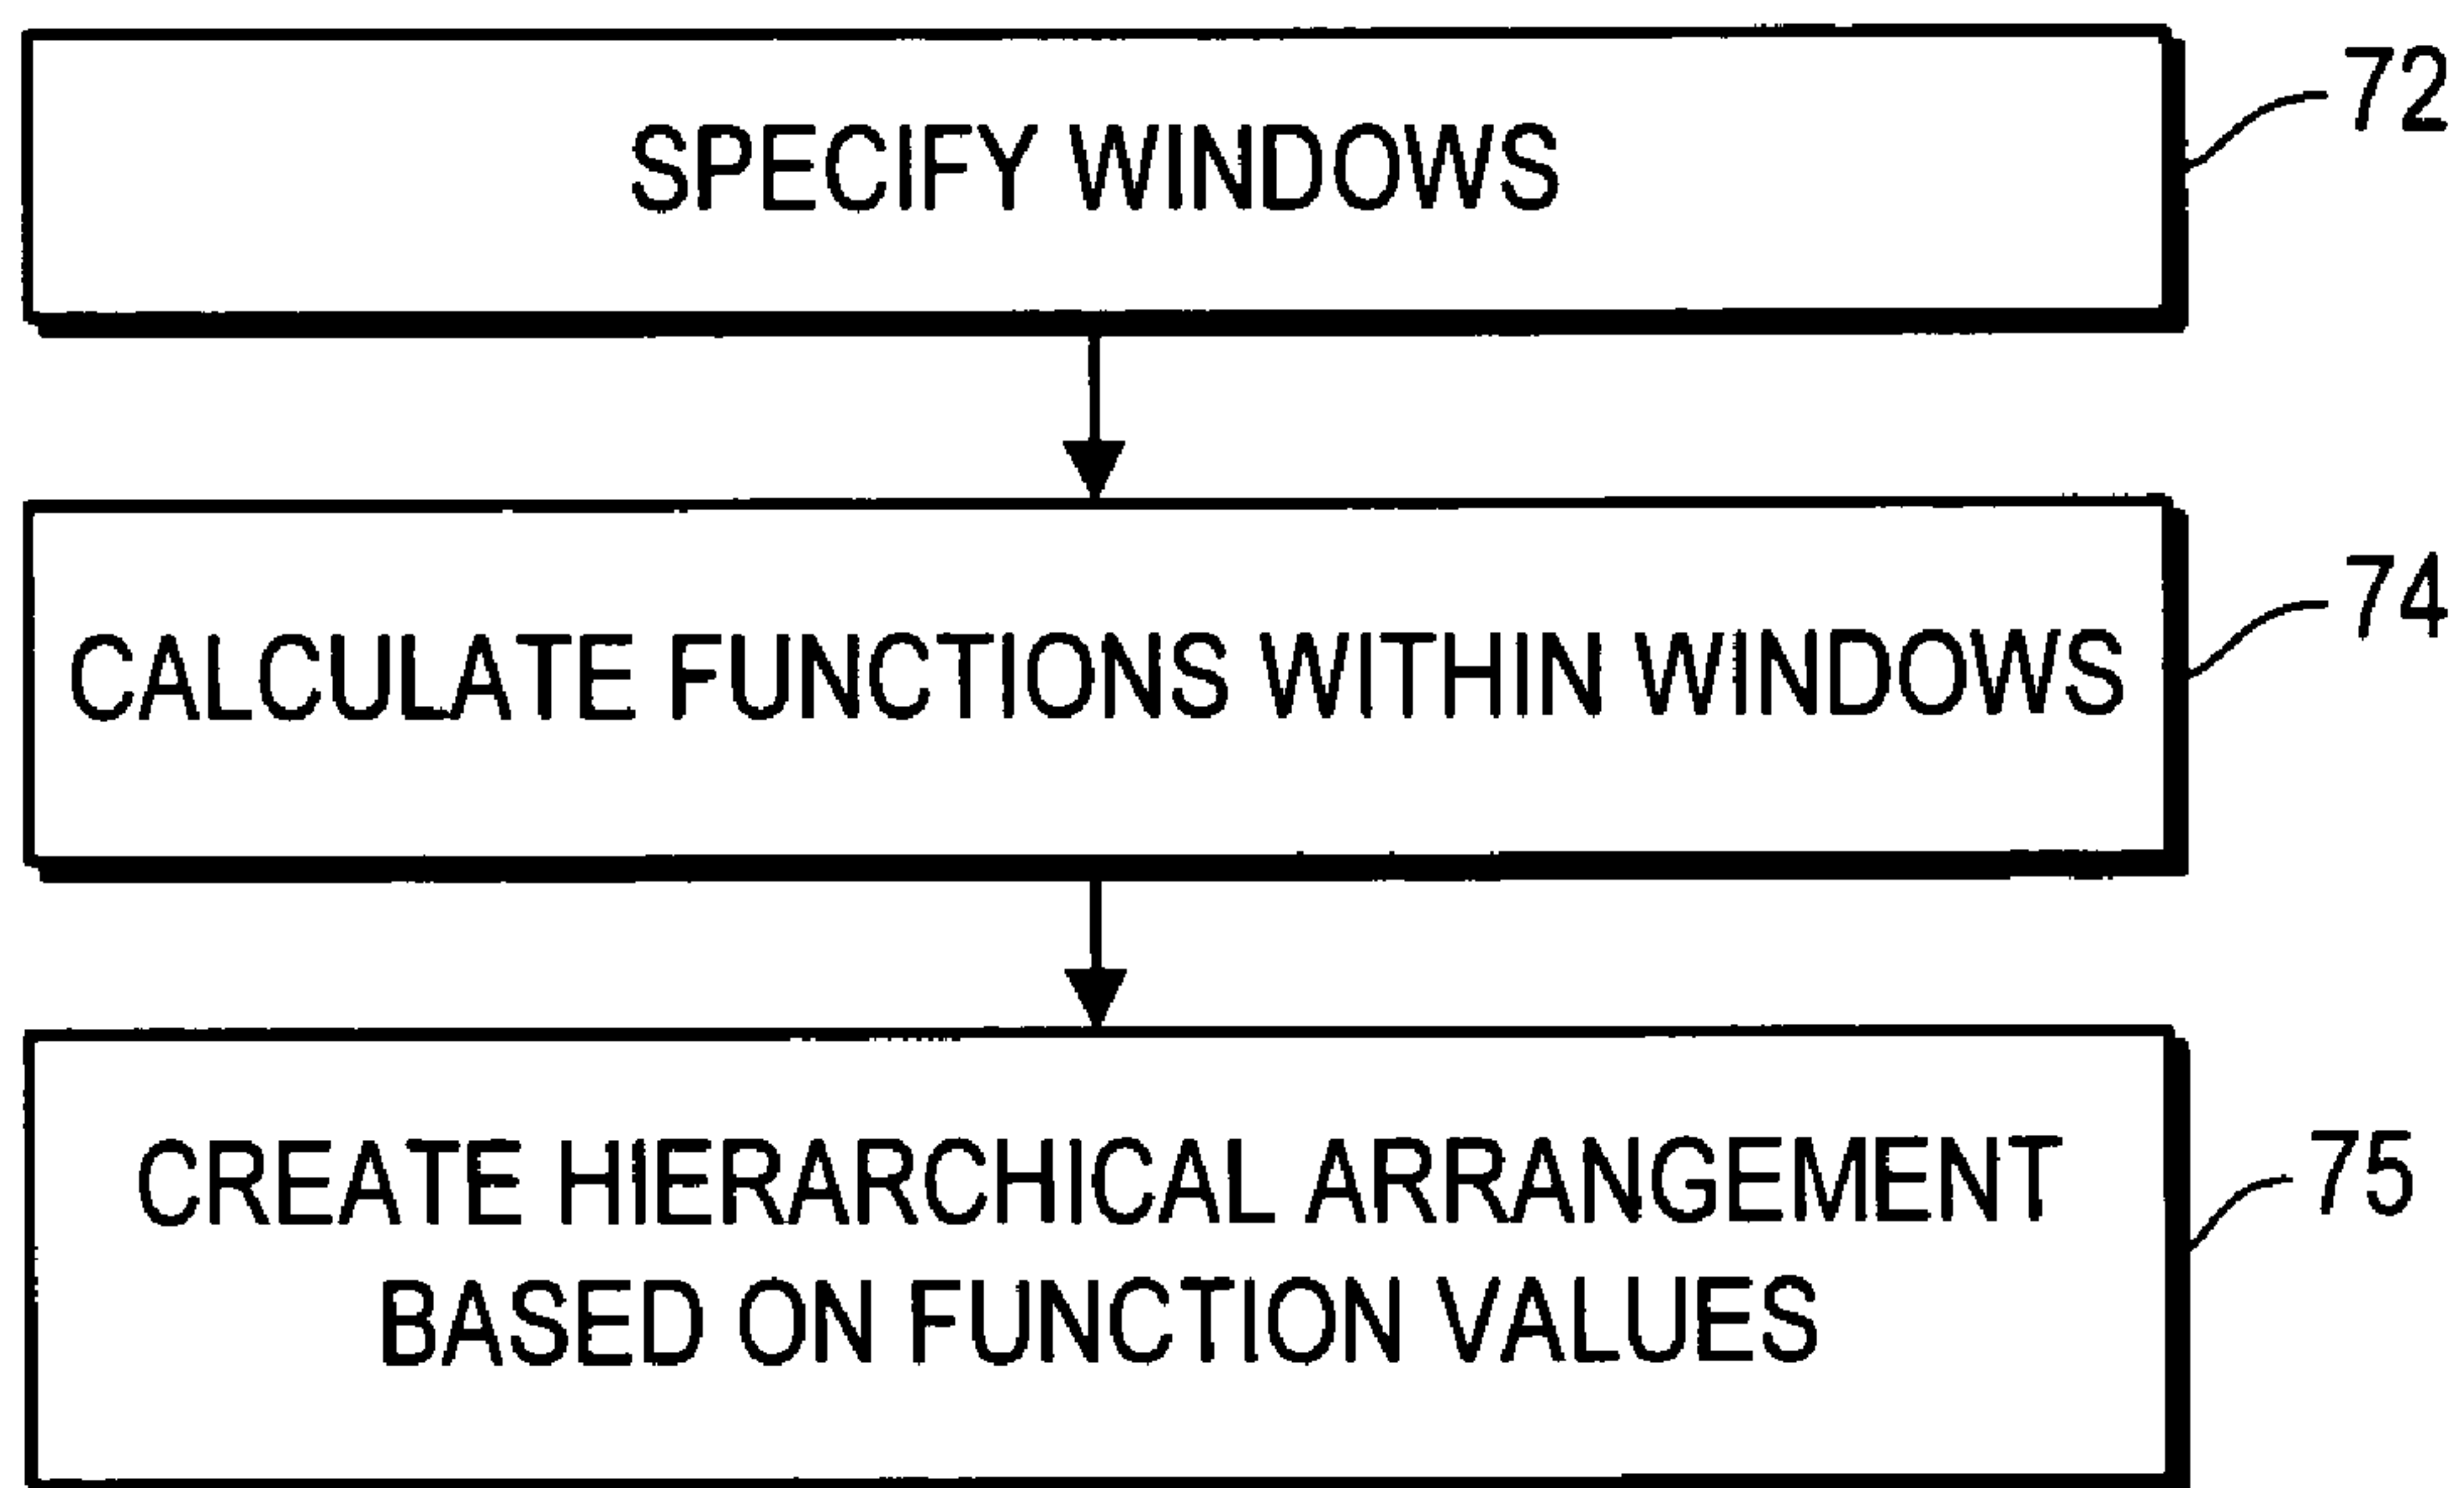 SPECIFY WINDOWS
72
CALCULATE FUNCTIONS WITHIN WINDOWS
74
CREATE HIERARCHICAL ARRANGEMENT
BASED ON FUNCTION VALUES
75